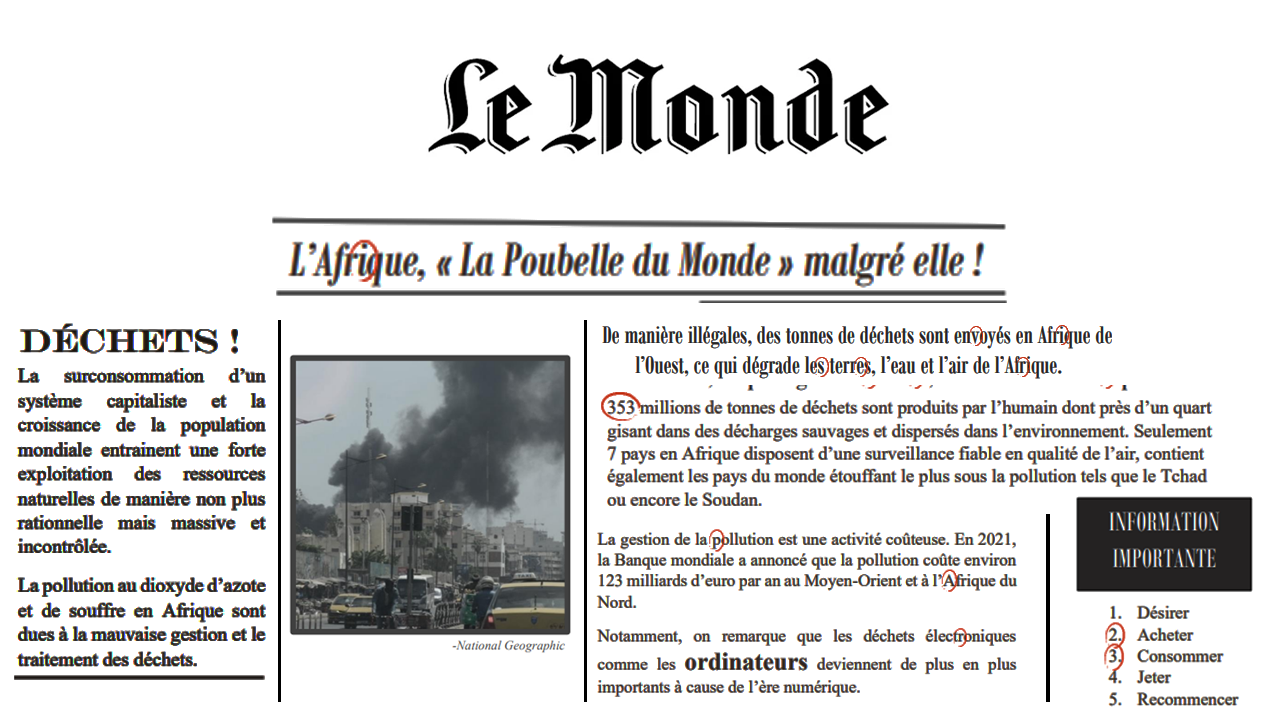 Le Monde
L'Afrique, « La Poubelle du Monde » malgré elle !
DÉCHETS !
La surconsommation d'un
système capitaliste et la
croissance de la population
mondiale entrainent une forte
exploitation des ressources
naturelles de manière non plus
rationnelle mais massive et
incontrôlée.
La pollution au dioxyde d'azote
et de souffre en Afrique sont
dues à la mauvaise gestion et le
traitement des déchets.
-National Geographic
De manière illégales, des tonnes de déchets sont envoyés en Afrique de
l'Ouest, ce qui dégrade les terres, l'eau et l'air de l'Afrique.
353 millions de tonnes de déchets sont produits par l'humain dont près d'un quart
gisant dans des décharges sauvages et dispersés dans l'environnement. Seulement
7 pays en Afrique disposent d'une surveillance fiable en qualité de l'air, contient
également les pays du monde étouffant le plus sous la pollution tels que le Tchad
ou encore le Soudan.
La gestion de la pollution est une activité coûteuse. En 2021,
la Banque mondiale a annoncé que la pollution coûte environ
123 milliards d'euro par an au Moyen-Orient et à l'Afrique du
Nord.
Notamment, on remarque que les déchets électroniques
comme les ordinateurs deviennent de plus en plus
importants à cause de l'ère numérique.
INFORMATION
IMPORTANTE
1. Désirer
2. Acheter
3. Consommer
4. Jeter
5. Recommencer